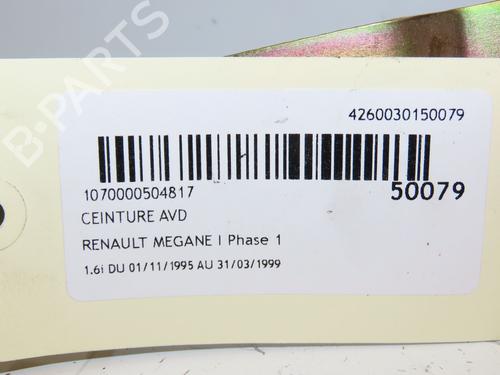 4260030150079
1070000504817
50079
CEINTURE AVD
RENAULT MEGANE I Phase 1
1.6i DU 01/11/1995 AU 31/03/1999
B-PARTS